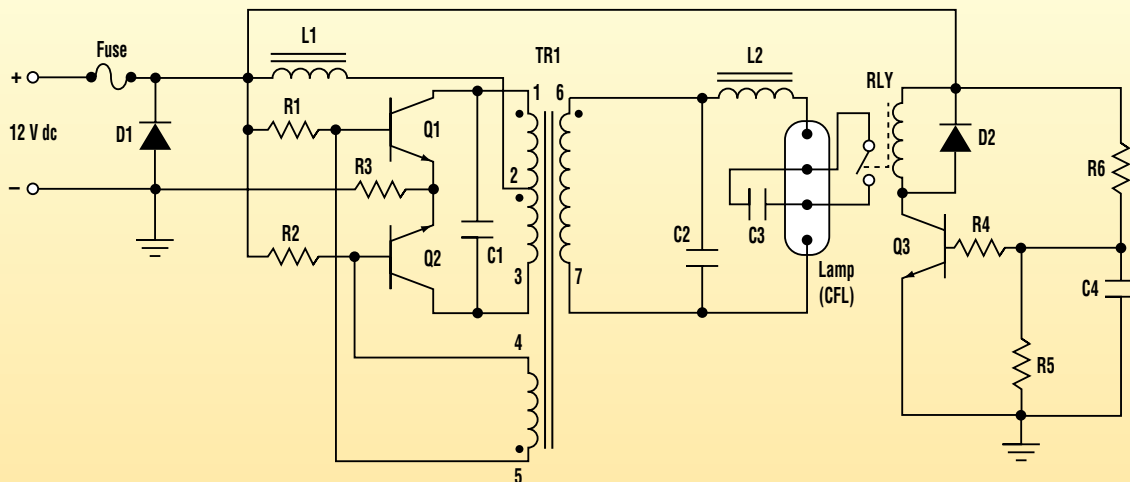 Fuse
L1
TR1
L2
RLY
+
12 V dc
−
D1
R1
Q1
R3
R2
Q2
C1
1
6
2
3
7
4
5
C2
C3
Lamp
(CFL)
D2
R6
Q3
R4
C4
R5